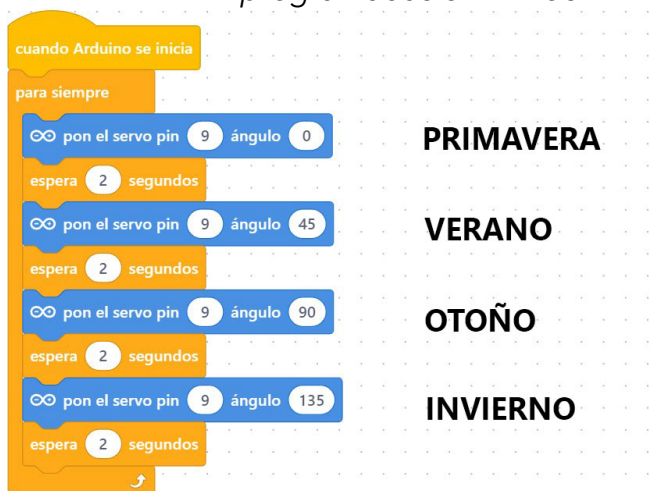 cuando Arduino se inicia
para siempre
pon el servo pin 9 ángulo 0
PRIMAVERA
espera 2 segundos
pon el servo pin 9 ángulo 45
VERANO
espera 2 segundos
pon el servo pin 9 ángulo 90
OTOÑO
espera 2 segundos
pon el servo pin 9 ángulo 135
INVIERNO
espera 2 segundos